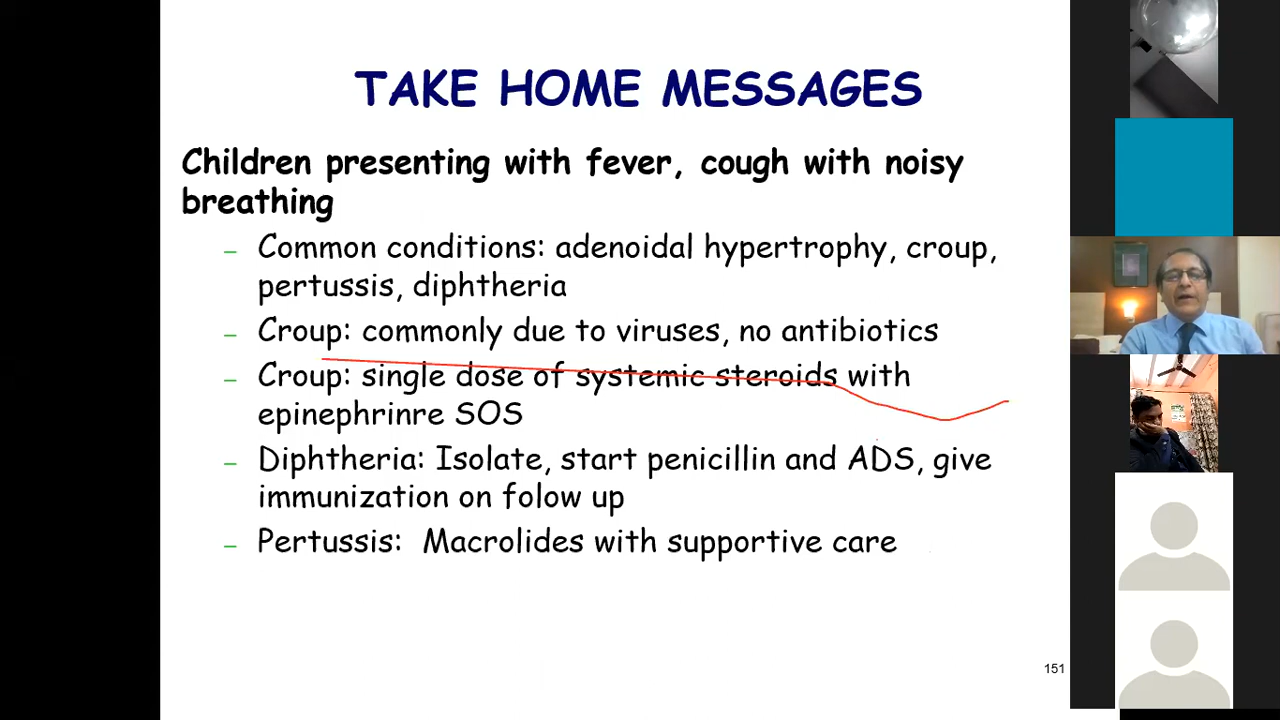 TAKE HOME MESSAGES
Children presenting with fever, cough with noisy
breathing
– Common conditions: adenoidal hypertrophy, croup,
pertussis, diphtheria
– Croup: commonly due to viruses, no antibiotics
– Croup: single dose of systemic steroids with
epinephrinre SOS
– Diphtheria: Isolate, start penicillin and ADS, give
immunization on folow up
– Pertussis: Macrolides with supportive care
151